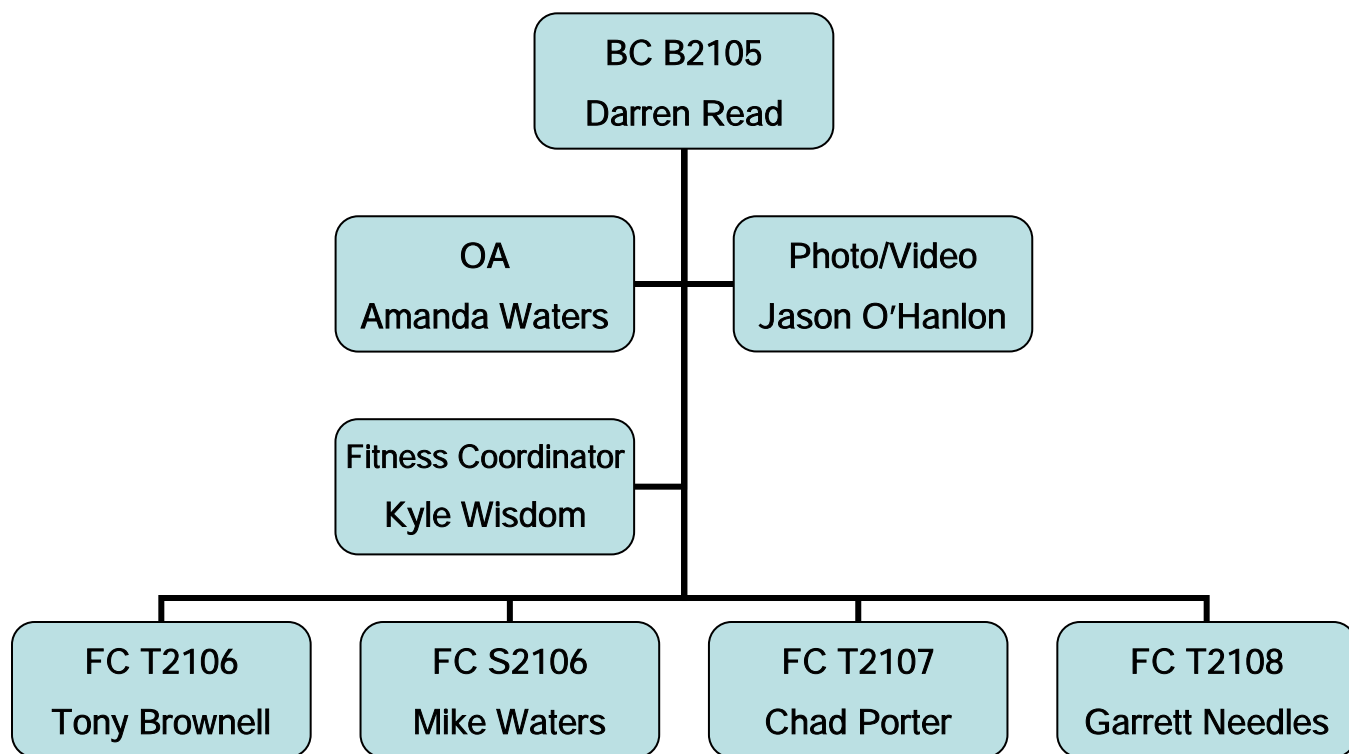 BC B2105
Darren Read
OA
Amanda Waters
Photo/Video
Jason O'Hanlon
Fitness Coordinator
Kyle Wisdom
FC T2106
Tony Brownell
FC S2106
Mike Waters
FC T2107
Chad Porter
FC T2108
Garrett Needles